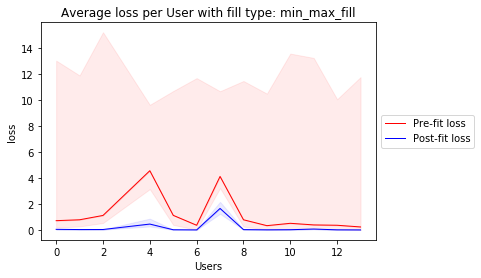 Average loss per User with fill type: min_max_fill
14
12
10
8
6
4
2
0
loss
0 2 4 6 8 10 12
Users
Pre-fit loss
Post-fit loss